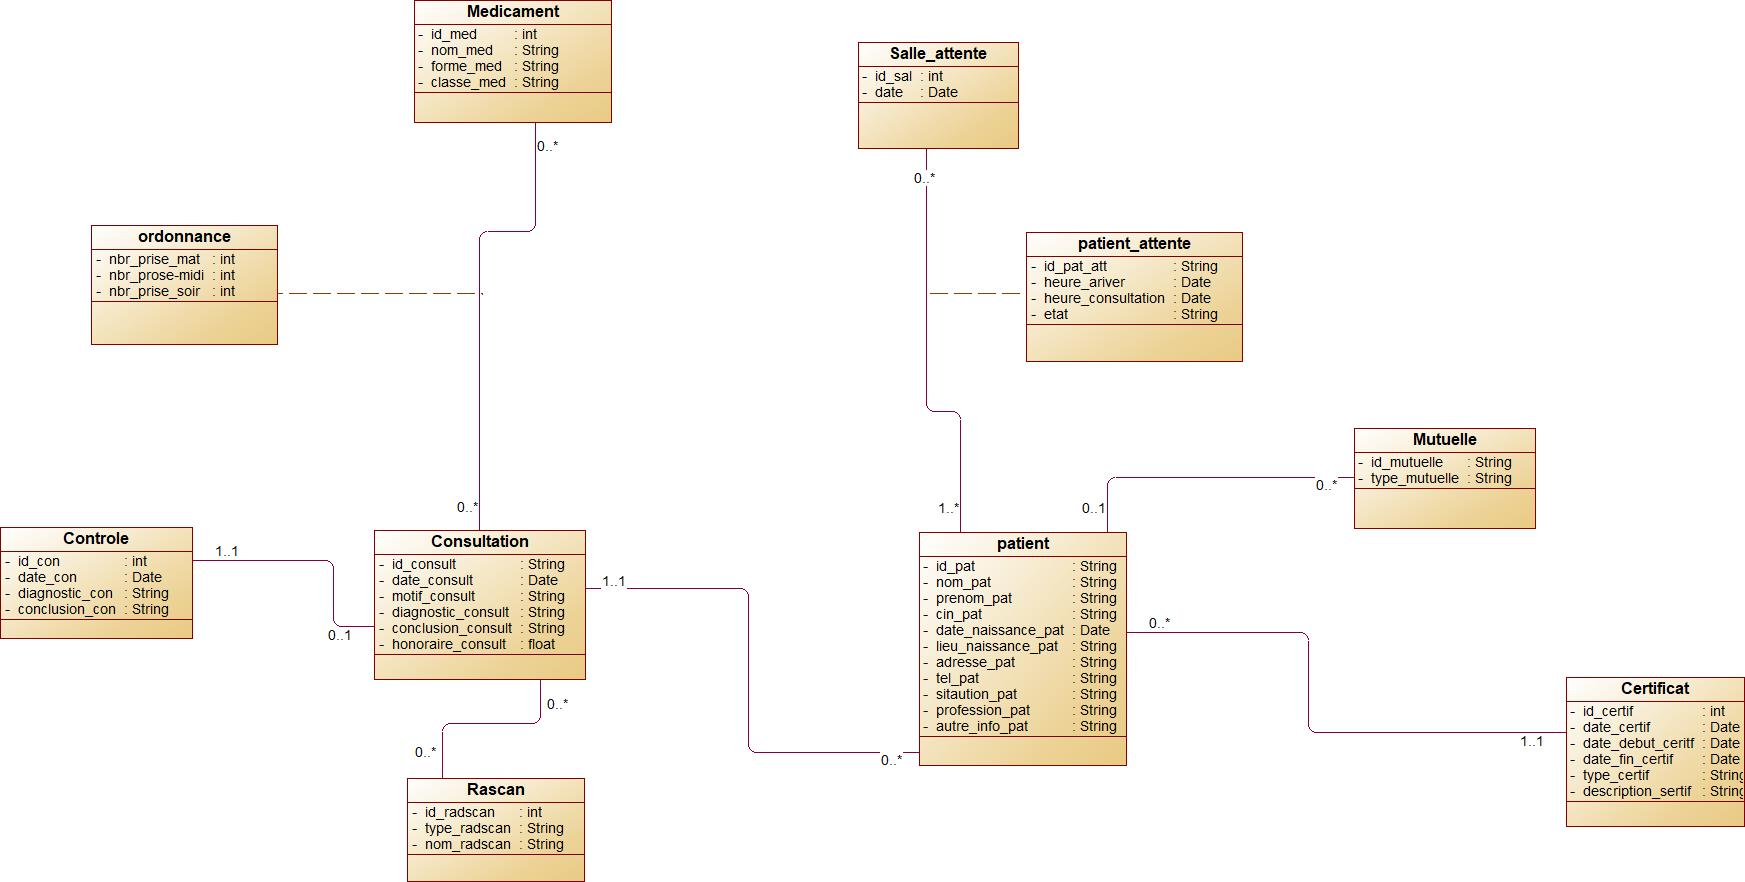 Medicament
- id_med : int
- nom_med : String
- forme_med : String
- classe_med : String
0..*
Salle_attente
- id_sal : int
- date : Date
0..*
ordonnance
- nbr_prise_mat : int
- nbr_prose-midi : int
- nbr_prise_soir : int
patient_attente
- id_pat_att : String
- heure_ariver : Date
- heure_consultation : Date
- etat : String
Mutuelle
- id_mutuelle : String
- type_mutuelle : String
0..*
0..1
1..*
0..*
Controle
- id_con : int
- date_con : Date
- diagnostic_con : String
- conclusion_con : String
1..1
0..1
Consultation
- id_consult : String
- date_consult : Date
- motif_consult : String
- diagnostic_consult : String
- conclusion_consult : String
- honoraire_consult : float
1..1
0..*
patient
- id_pat : String
- nom_pat : String
- prenom_pat : String
- cin_pat : String
- date_naissance_pat : Date
- lieu_naissance_pat : String
- adresse_pat : String
- tel_pat : String
- sitaution_pat : String
- profession_pat : String
- autre_info_pat : String
0..*
1..1
Certificat
- id_certif : int
- date_certif : Date
- date_debut_ceritf : Date
- date_fin_certif : Date
- type_certif : String
- description_sertif : String
0..*
0..*
Rascan
- id_radscan : int
- type_radscan : String
- nom_radscan : String